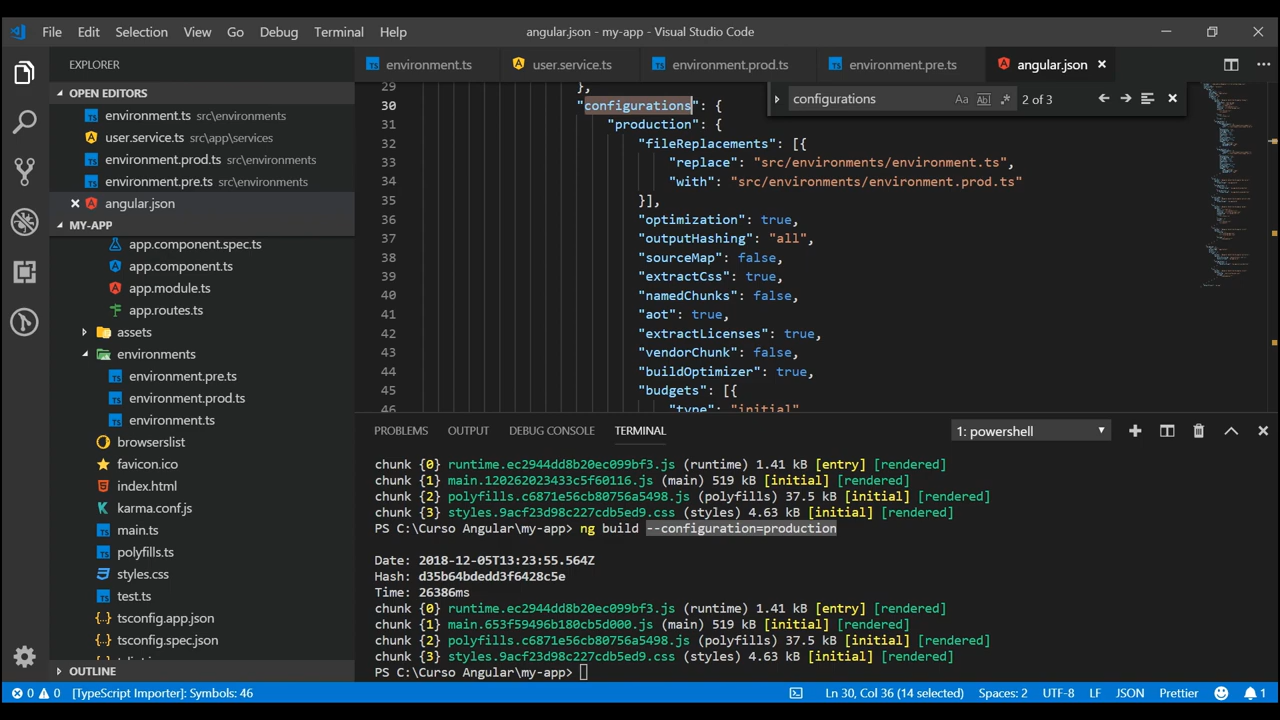 File Edit Selection View Go Debug Terminal Help
angular.json - my-app - Visual Studio Code
EXPLORER
OPEN EDITORS
environment.ts src\environments
user.service.ts src\app\services
environment.prod.ts src\environments
environment.pre.ts src\environments
angular.json
MY-APP
app.component.spec.ts
app.component.ts
app.module.ts
app.routes.ts
assets
environments
environment.pre.ts
environment.prod.ts
environment.ts
browserslist
favicon.ico
index.html
karma.conf.js
main.ts
polyfills.ts
styles.css
test.ts
tsconfig.app.json
tsconfig.spec.json
OUTLINE
environment.ts user.service.ts environment.prod.ts environment.pre.ts angular.json
configurations Aa Abl .* 2 of 3
29 },
30 "configurations": {
31 "production": {
32 "fileReplacements": [{
33 "replace": "src/environments/environment.ts",
34 "with": "src/environments/environment.prod.ts"
35 }],
36 "optimization": true,
37 "outputHashing": "all",
38 "sourceMap": false,
39 "extractCss": true,
40 "namedChunks": false,
41 "aot": true,
42 "extractLicenses": true,
43 "vendorChunk": false,
44 "buildOptimizer": true,
45 "budgets": [{
46 "type": "initial"
PROBLEMS OUTPUT DEBUG CONSOLE TERMINAL 1: powershell
chunk {0} runtime.ec2944dd8b20ec099bf3.js (runtime) 1.41 kB [entry] [rendered]
chunk {1} main.120262023433c5f60116.js (main) 519 kB [initial] [rendered]
chunk {2} polyfills.c6871e56cb80756a5498.js (polyfills) 37.5 kB [initial] [rendered]
chunk {3} styles.9acf23d98c227cdb5ed9.css (styles) 4.63 kB [initial] [rendered]
PS C:\Curso Angular\my-app> ng build --configuration=production
Date: 2018-12-05T13:23:55.564Z
Hash: d35b64bdedd3f6428c5e
Time: 26386ms
chunk {0} runtime.ec2944dd8b20ec099bf3.js (runtime) 1.41 kB [entry] [rendered]
chunk {1} main.653f59496b180cb5d000.js (main) 519 kB [initial] [rendered]
chunk {2} polyfills.c6871e56cb80756a5498.js (polyfills) 37.5 kB [initial] [rendered]
chunk {3} styles.9acf23d98c227cdb5ed9.css (styles) 4.63 kB [initial] [rendered]
PS C:\Curso Angular\my-app>
0 0 [TypeScript Importer]: Symbols: 46 Ln 30, Col 36 (14 selected) Spaces: 2 UTF-8 LF JSON Prettier 1